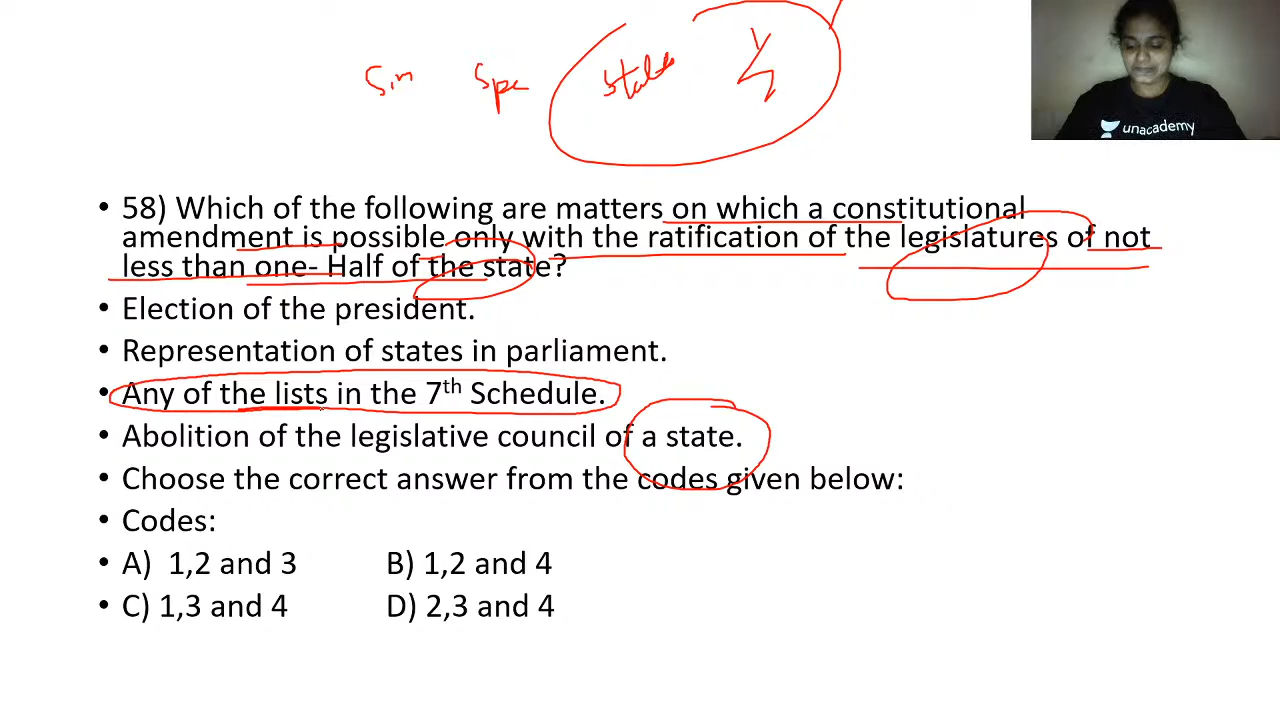 Sim Spe State
unacademy
• 58) Which of the following are matters on which a constitutional
amendment is possible only with the ratification of the legislatures of not
less than one- Half of the state?
• Election of the president.
• Representation of states in parliament.
• Any of the lists in the 7th Schedule.
• Abolition of the legislative council of a state.
• Choose the correct answer from the codes given below:
• Codes:
• A) 1,2 and 3 B) 1,2 and 4
• C) 1,3 and 4 D) 2,3 and 4